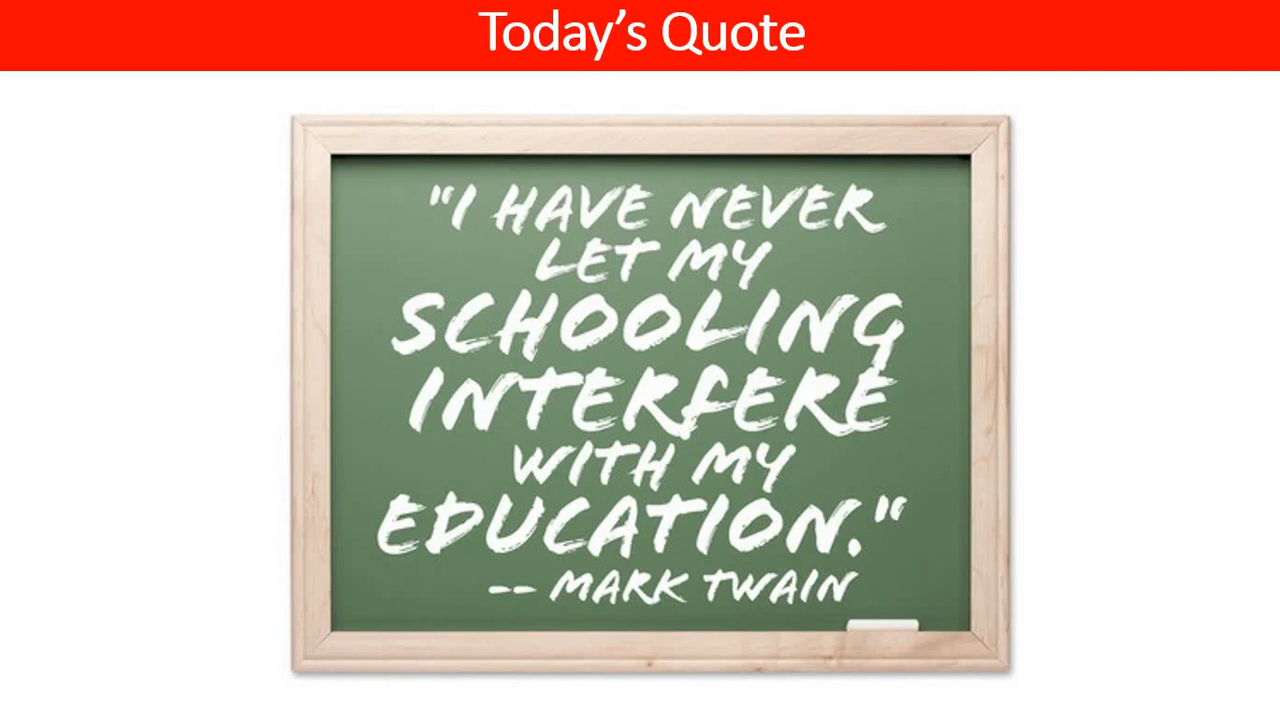 Today’s Quote
"I HAVE NEVER
LET MY
SCHOOLING
INTERFERE
WITH MY
EDUCATION."
-- MARK TWAIN